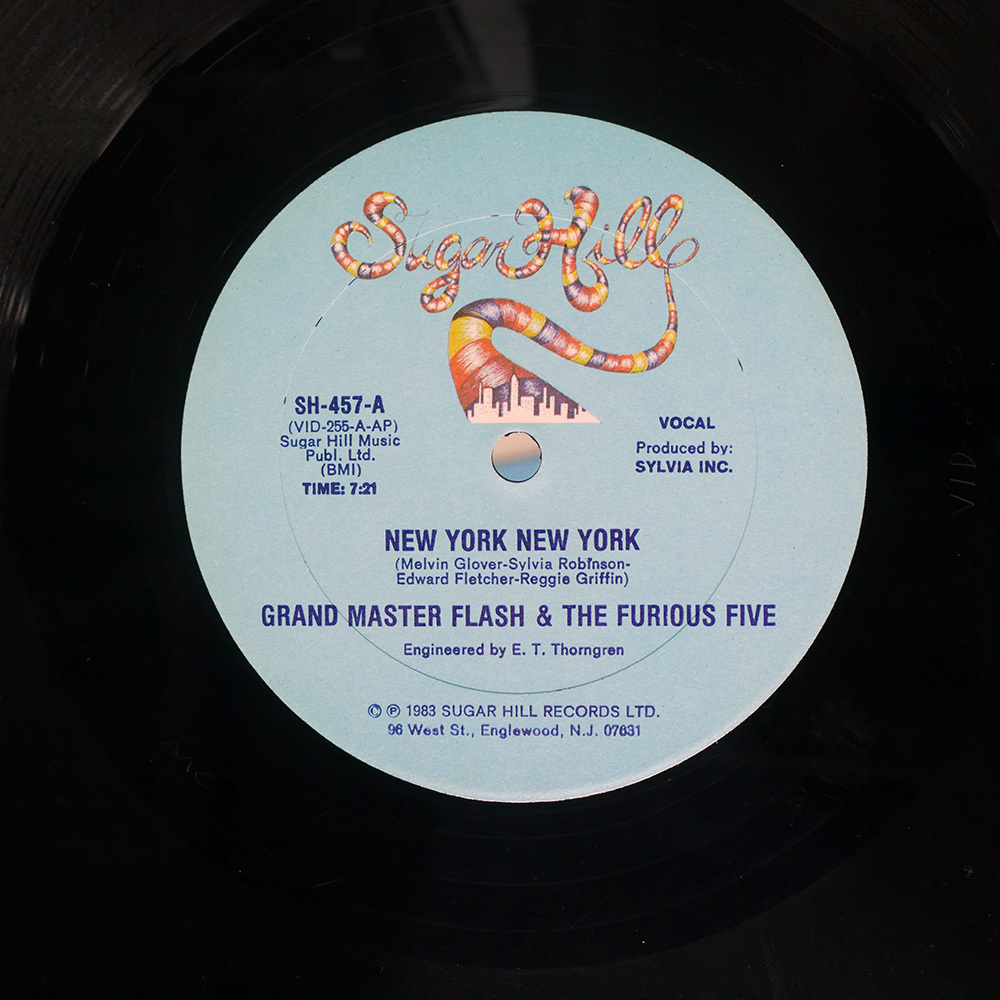 Sugar Hill
SH-457-A
(VID-255-A-AP)
Sugar Hill Music
Publ. Ltd.
(BMI)
TIME: 7:21
VOCAL
Produced by:
SYLVIA INC.
NEW YORK NEW YORK
(Melvin Glover-Sylvia Robinson-
Edward Fletcher-Reggie Griffin)
GRAND MASTER FLASH & THE FURIOUS FIVE
Engineered by E. T. Thorngren
© ℗ 1983 SUGAR HILL RECORDS LTD.
96 West St., Englewood, N.J. 07631